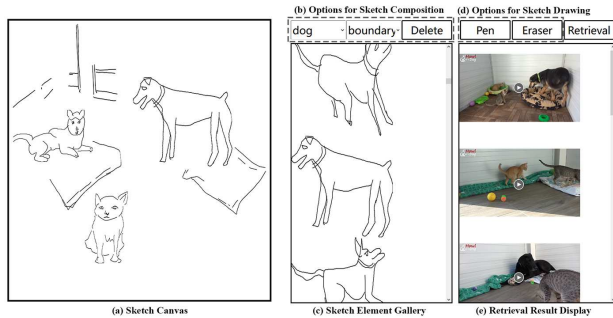 (b) Options for Sketch Composition
(d) Options for Sketch Drawing
dog
boundary
Delete
Pen
Eraser
Retrieval
(a) Sketch Canvas
(c) Sketch Element Gallery
(e) Retrieval Result Display